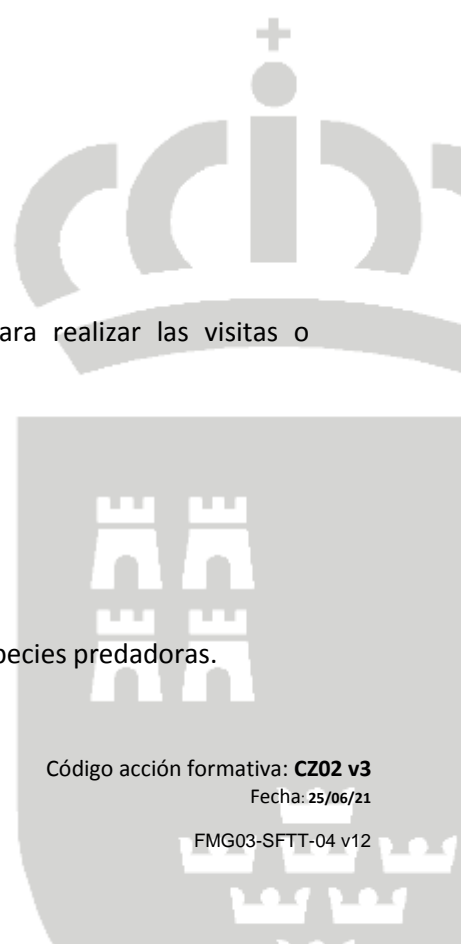 ara realizar las visitas o
pecies predadoras.
Código acción formativa: CZ02 v3
Fecha: 25/06/21
FMG03-SFTT-04 v12